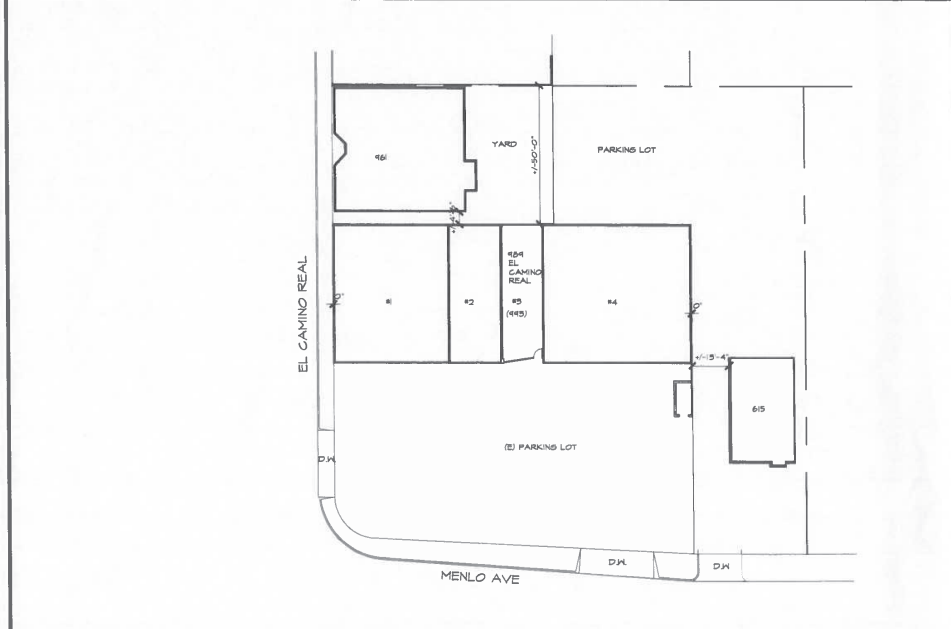 YARD
+/-50'-0"
PARKING LOT
961
989
EL
CAMINO
REAL
#1
#2
#3
(993)
#4
0"
0"
EL CAMINO REAL
+/-15'-4"
615
(E) PARKING LOT
D.W.
D.W.
D.W
MENLO AVE